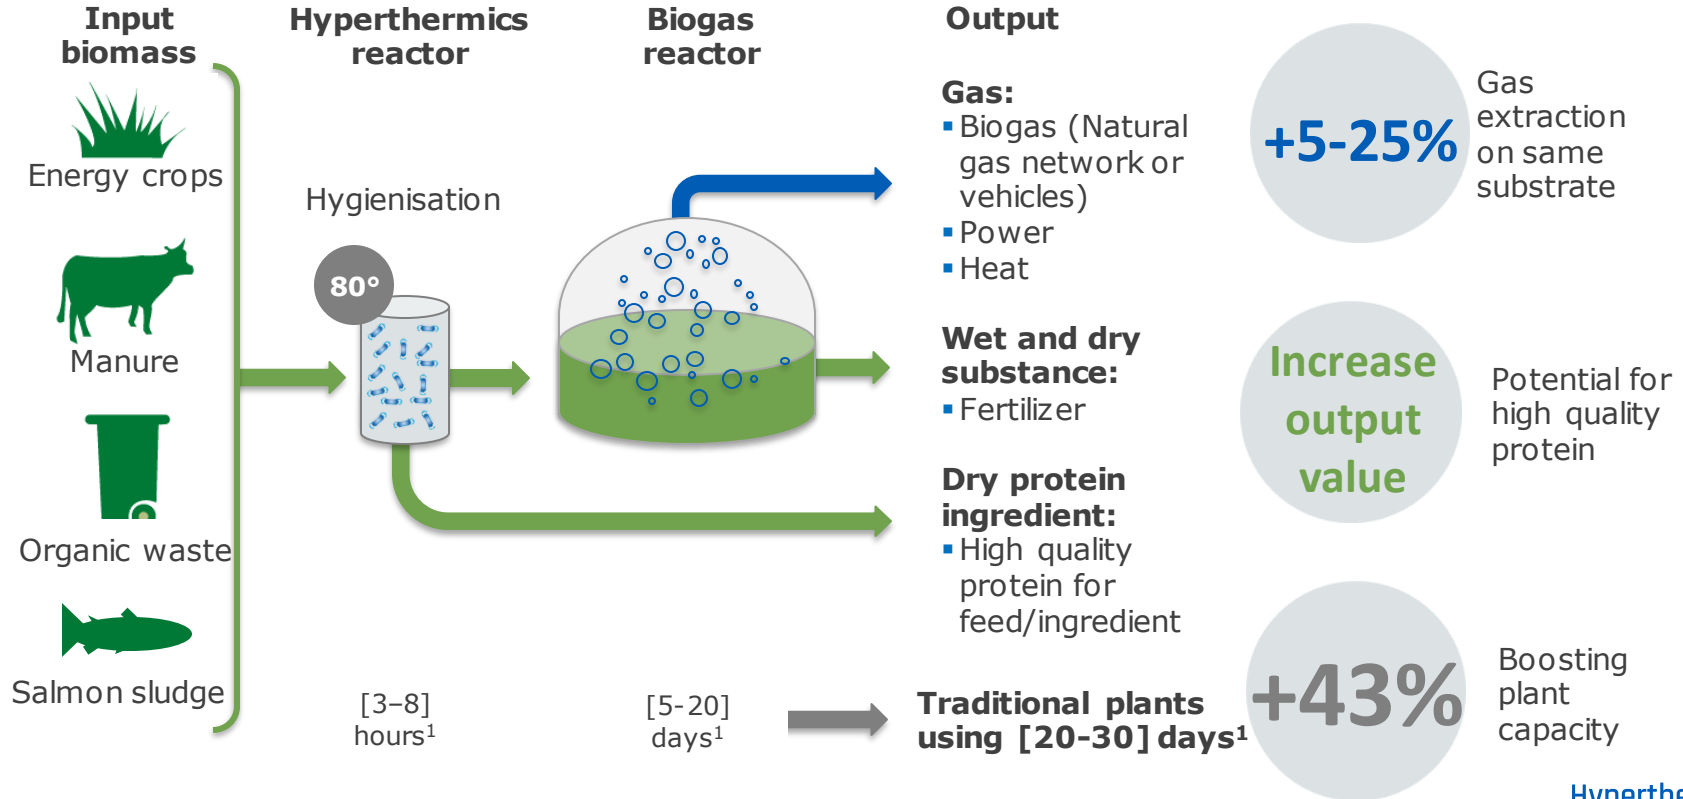 Input
biomass
Hyperthermics
reactor
Biogas
reactor
Output
Energy crops
Manure
Organic waste
Salmon sludge
Hygienisation
80°
[3–8]
hours¹
[5-20]
days¹
Gas:
▪ Biogas (Natural
gas network or
vehicles)
▪ Power
▪ Heat
Wet and dry
substance:
▪ Fertilizer
Dry protein
ingredient:
▪ High quality
protein for
feed/ingredient
Traditional plants
using [20-30] days¹
+5-25%
Gas
extraction
on same
substrate
Increase
output
value
Potential for
high quality
protein
+43%
Boosting
plant
capacity